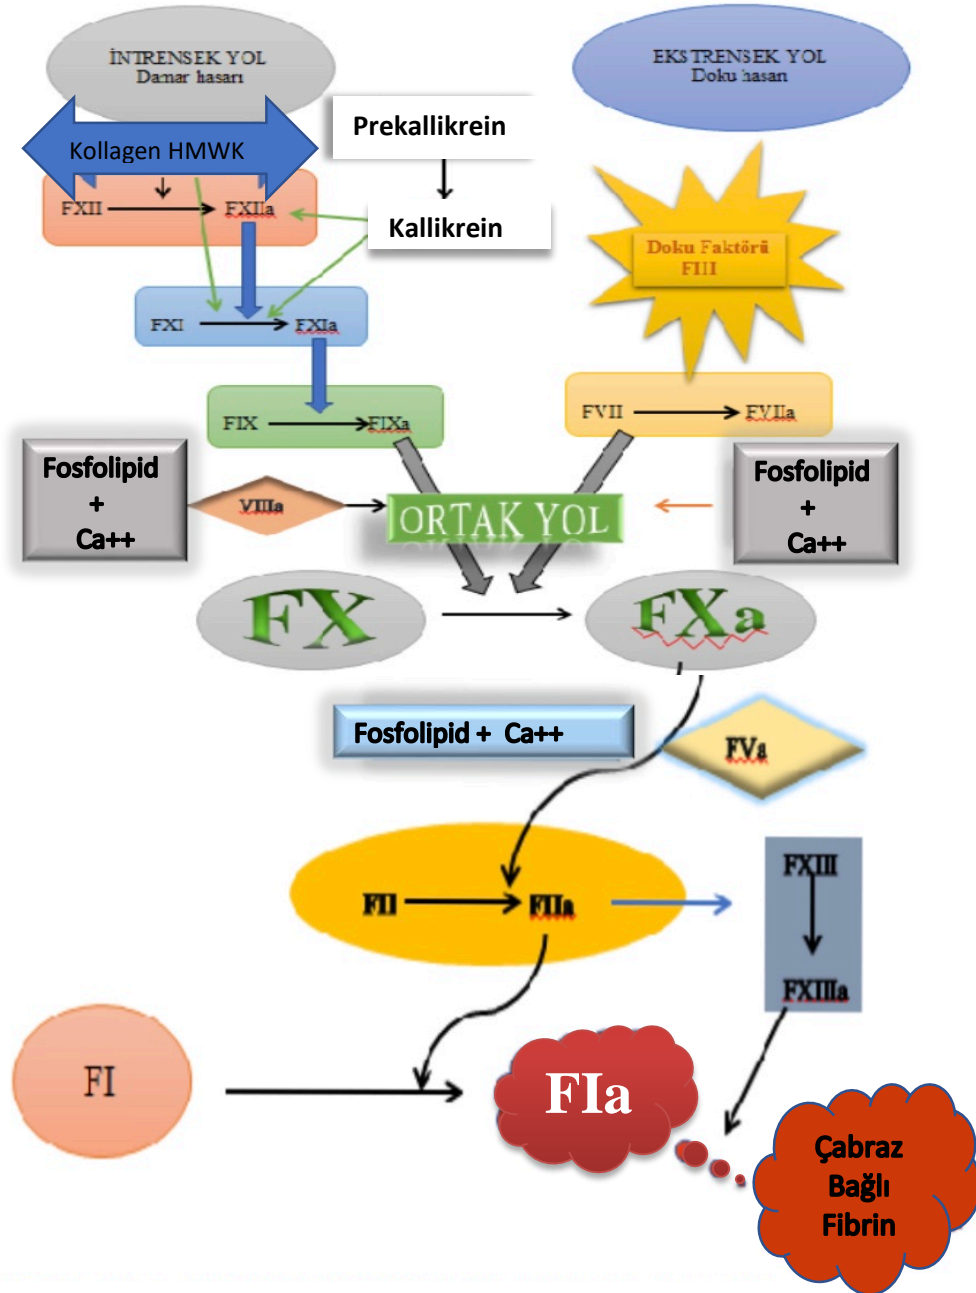 İNTRENSEK YOL
Damar hasarı
EKSTRENSEK YOL
Doku hasarı
Kollagen HMWK
Prekallikrein
FXII
FXIIa
Kallikrein
Doku Faktörü
FIII
FXI
FXIa
FIX
FIXa
FVII
FVIIa
Fosfolipid
+
Ca++
VIIIa
ORTAK YOL
Fosfolipid
+
Ca++
FX
FXa
Fosfolipid + Ca++
FVa
FII
FIIa
FXIII
FXIIIa
FI
FIa
Çabraz
Bağlı
Fibrin